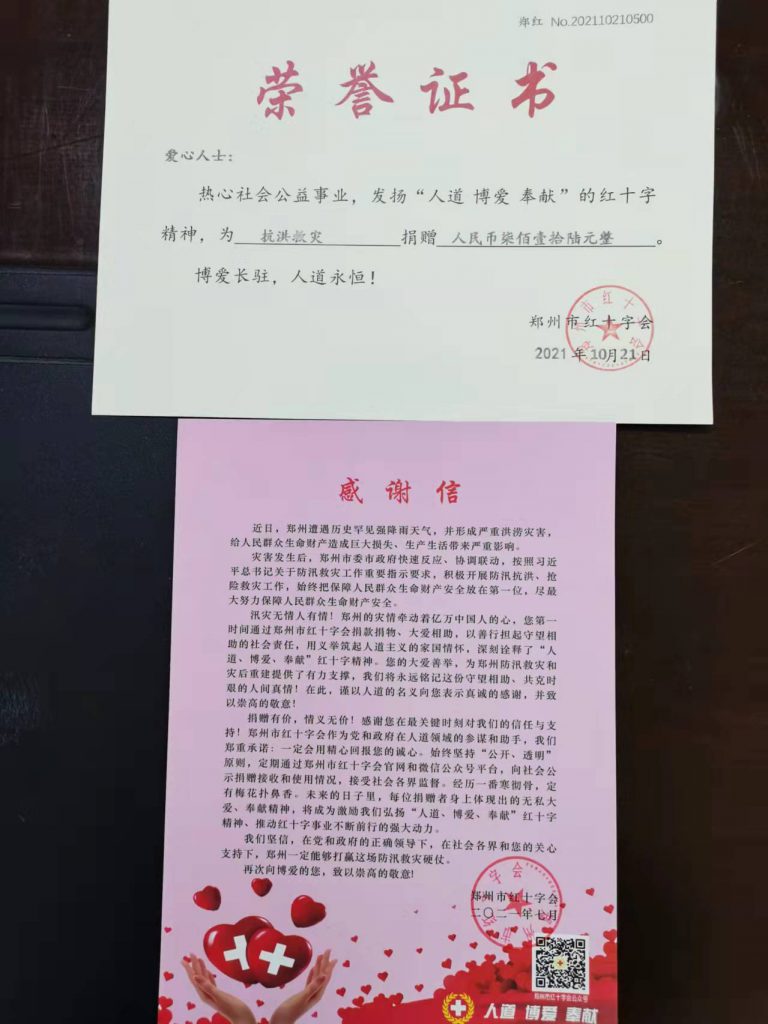 郑红 No.202110210500
荣誉证书
爱心人士：
热心社会公益事业，发扬“人道 博爱 奉献”的红十字
精神，为 抗洪救灾 捐赠 人民币柒佰壹拾陆元整 。
博爱长驻，人道永恒！
郑州市红十字会
2021年10月21日
感谢信
近日，郑州遭遇历史罕见强降雨天气，并形成严重洪涝灾害，
给人民群众生命财产造成巨大损失、生产生活带来严重影响。
灾害发生后，郑州市委市政府快速反应、协调联动，按照习近
平总书记关于防汛救灾工作重要指示要求，积极开展防汛抗洪、抢
险救灾工作，始终把保障人民群众生命财产安全放在第一位，尽最
大努力保障人民群众生命财产安全。
汛灾无情人有情！郑州的灾情牵动着亿万中国人的心，您第一
时间通过郑州市红十字会捐款捐物、大爱相助，以善行担起守望相
助的社会责任，用义举筑起人道主义的家国情怀，深刻诠释了“人
道、博爱、奉献”红十字精神。您的大爱善举，为郑州防汛救灾和
灾后重建提供了有力支撑，我们将永远铭记这份守望相助、共克时
艰的人间真情！在此，谨以人道的名义向您表示真诚的感谢，并致
以崇高的敬意！
捐赠有价，情义无价！感谢您在最关键时刻对我们的信任与支
持！郑州市红十字会作为党和政府在人道领域的参谋和助手，我们
郑重承诺：一定会用精心回报您的诚心。始终坚持“公开、透明”
原则，定期通过郑州市红十字会官网和微信公众号平台，向社会公
示捐赠接收和使用情况，接受社会各界监督。经历一番寒彻骨，定
有梅花扑鼻香。未来的日子里，每位捐赠者身上体现出的无私大
爱、奉献精神，将成为激励我们弘扬“人道、博爱、奉献”红十字
精神、推动红十字事业不断前行的强大动力。
我们坚信，在党和政府的正确领导下，在社会各界和您的关心
支持下，郑州一定能够打赢这场防汛救灾硬仗。
再次向博爱的您，致以崇高的敬意!
郑州市红十字会
二〇二一年七月
郑州市红十字会公众号
人道 博爱 奉献